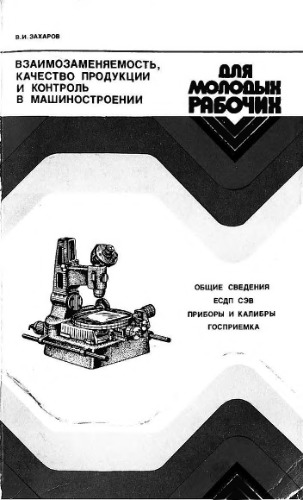 В.И. ЗАХАРОВ
ВЗАИМОЗАМЕНЯЕМОСТЬ,
КАЧЕСТВО ПРОДУКЦИИ
И КОНТРОЛЬ
В МАШИНОСТРОЕНИИ
ДЛЯ
МОЛОДЫХ
РАБОЧИХ
ОБЩИЕ СВЕДЕНИЯ
ЕСДП СЭВ
ПРИБОРЫ И КАЛИБРЫ
ГОСПРИЕМКА